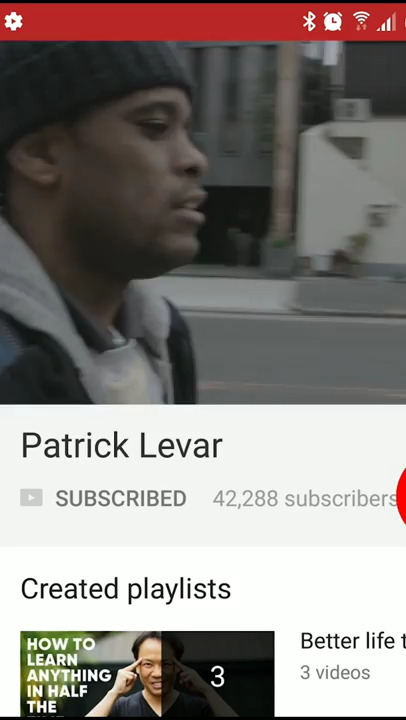 Patrick Levar
SUBSCRIBED 42,288 subscribers
Created playlists
HOW TO
LEARN
ANYTHING
IN HALF
THE
3
Better life t
3 videos